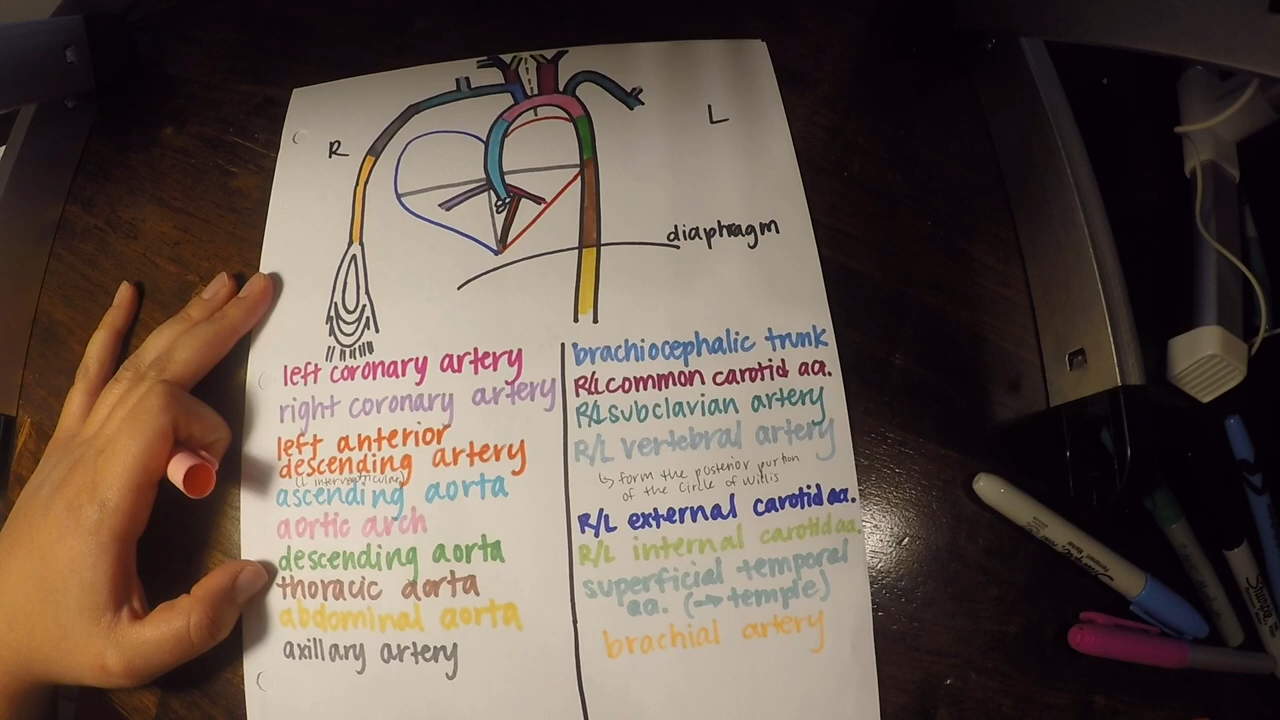 R
L
diaphragm
left coronary artery
right coronary artery
left anterior
descending artery
(L interventricular)
ascending aorta
aortic arch
descending aorta
thoracic aorta
abdominal aorta
axillary artery
brachiocephalic trunk
R/L common carotid aa.
R/L subclavian artery
R/L vertebral artery
↳ form the posterior portion
of the Circle of Willis
R/L external carotid aa.
R/L internal carotid aa.
superficial temporal
aa. (→ temple)
brachial artery
Sharpie